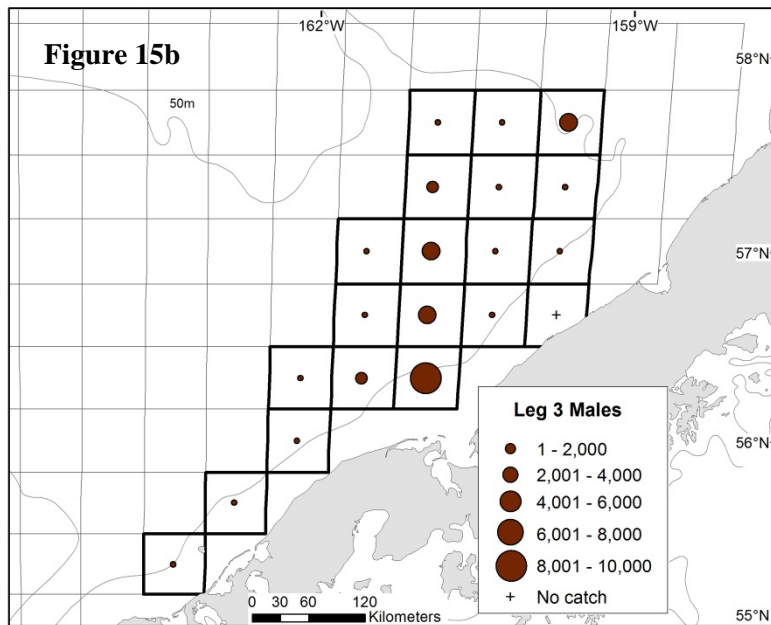 162°W
159°W
Figure 15b
58°N
50m
57°N
Leg 3 Males
1 - 2,000
2,001 - 4,000
4,001 - 6,000
6,001 - 8,000
8,001 - 10,000
No catch
56°N
0 30 60 120
Kilometers
55°N